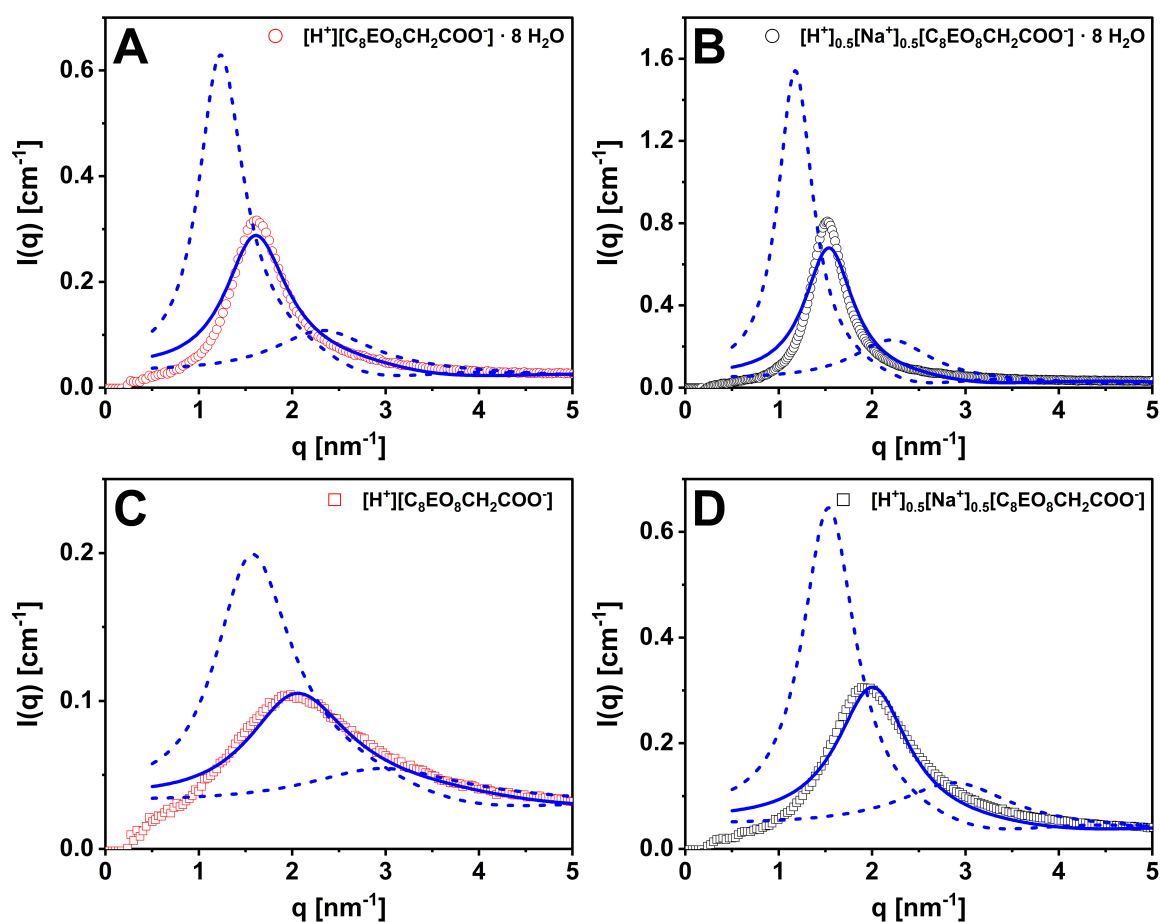 A
[H⁺][C₈EO₈CH₂COO⁻] · 8 H₂O
I(q) [cm⁻¹]
0.6
0.4
0.2
0.0
0 1 2 3 4 5
q [nm⁻¹]
B
[H⁺]₀.₅[Na⁺]₀.₅[C₈EO₈CH₂COO⁻] · 8 H₂O
I(q) [cm⁻¹]
1.6
1.2
0.8
0.4
0.0
0 1 2 3 4 5
q [nm⁻¹]
C
[H⁺][C₈EO₈CH₂COO⁻]
I(q) [cm⁻¹]
0.2
0.1
0.0
0 1 2 3 4 5
q [nm⁻¹]
D
[H⁺]₀.₅[Na⁺]₀.₅[C₈EO₈CH₂COO⁻]
I(q) [cm⁻¹]
0.6
0.4
0.2
0.0
0 1 2 3 4 5
q [nm⁻¹]